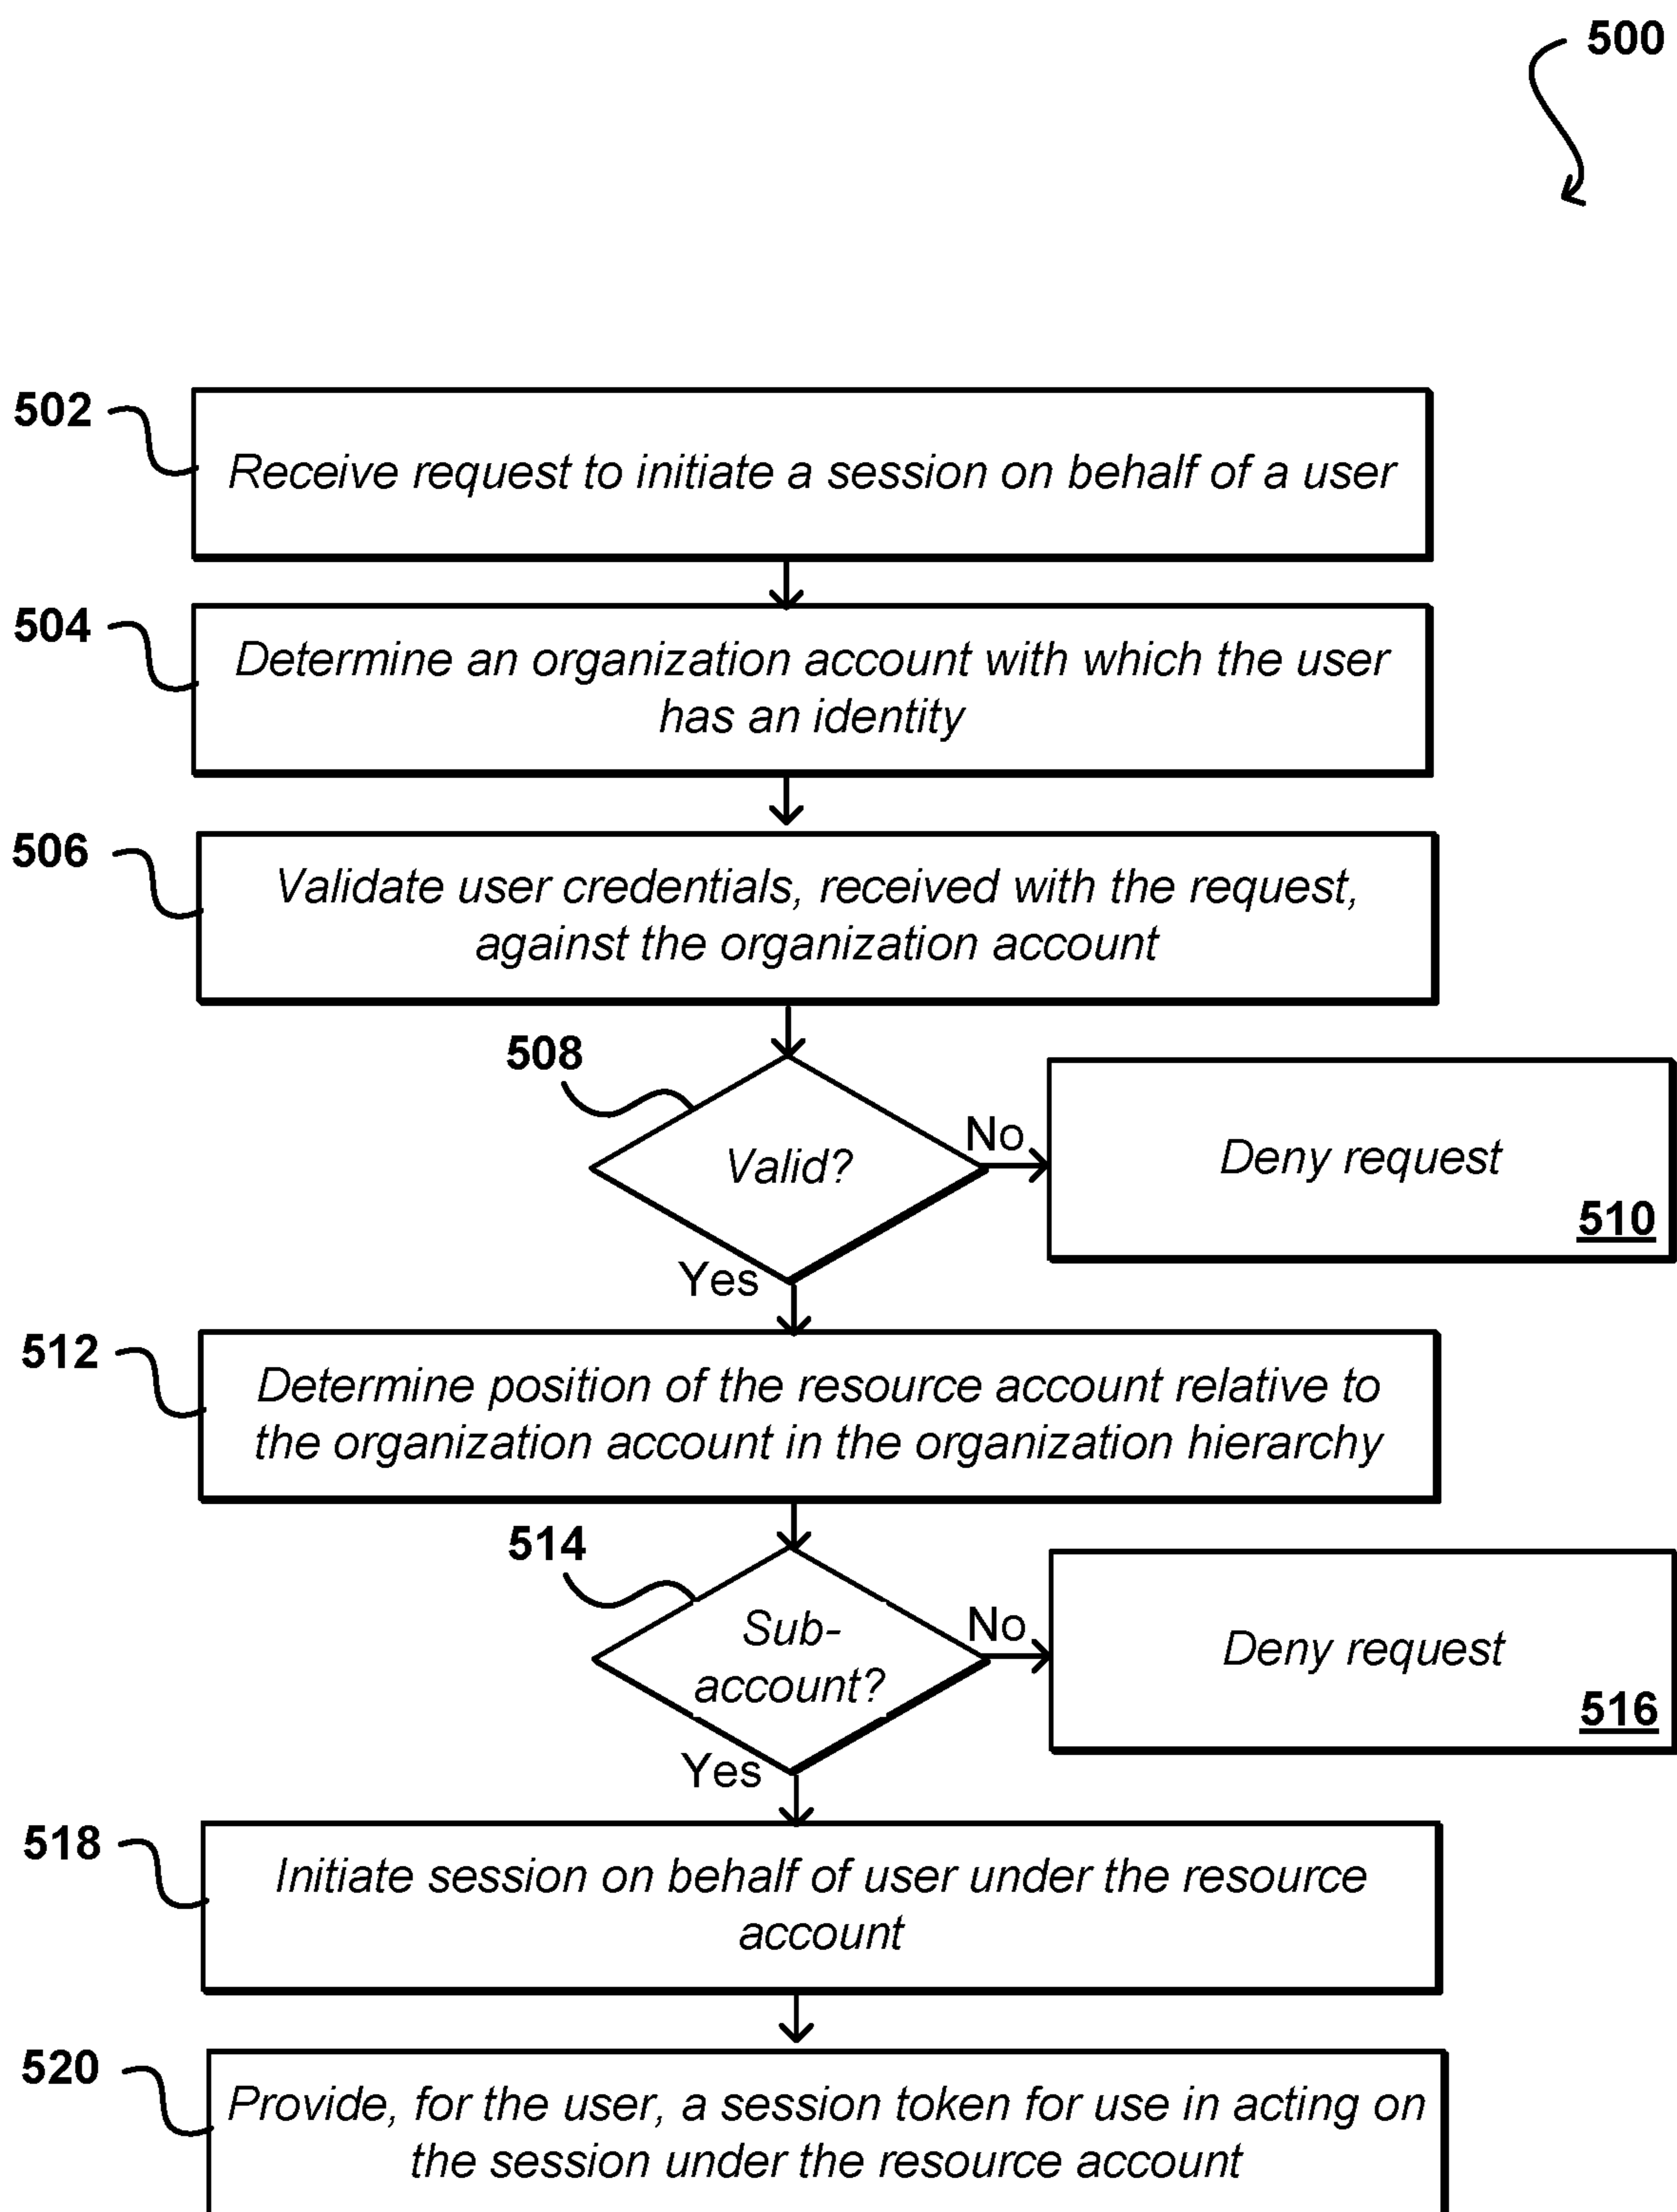 500
502
Receive request to initiate a session on behalf of a user
504
Determine an organization account with which the user
has an identity
506
Validate user credentials, received with the request,
against the organization account
508
Valid?
No
Deny request
510
Yes
512
Determine position of the resource account relative to
the organization account in the organization hierarchy
514
Sub-
account?
No
Deny request
516
Yes
518
Initiate session on behalf of user under the resource
account
520
Provide, for the user, a session token for use in acting on
the session under the resource account